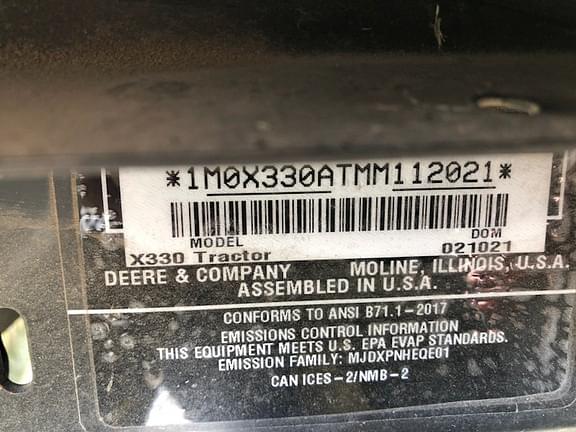 *1M0X330ATMM112021*
MODEL DOM
X330 Tractor 021021
DEERE & COMPANY MOLINE, ILLINOIS, U.S.A.
ASSEMBLED IN U.S.A.
CONFORMS TO ANSI B71.1-2017
EMISSIONS CONTROL INFORMATION
THIS EQUIPMENT MEETS U.S. EPA EVAP STANDARDS.
EMISSION FAMILY: MJDXPNHEQE01
CAN ICES-2/NMB-2